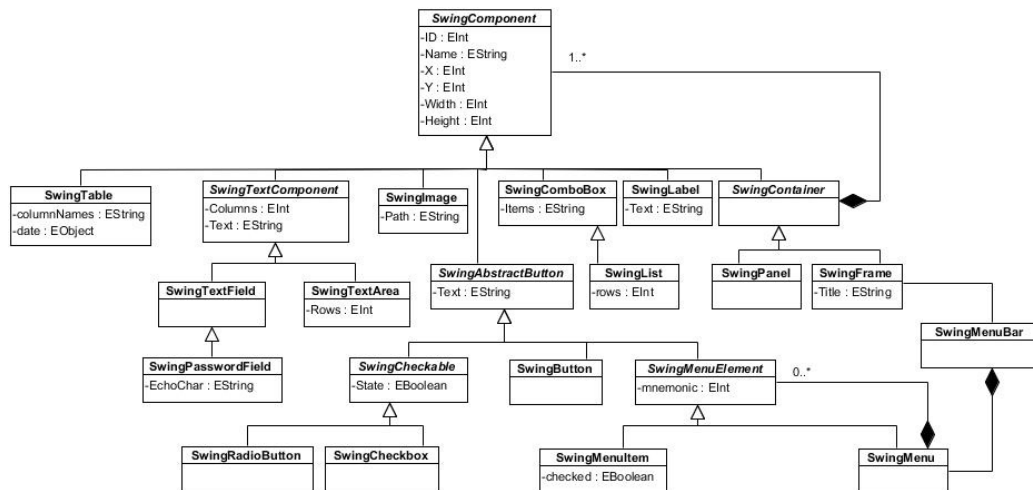 SwingComponent
-ID : EInt
-Name : EString
-X : EInt
-Y : EInt
-Width : EInt
-Height : EInt
1..*
SwingTable
-columnNames : EString
-date : EObject
SwingTextComponent
-Columns : EInt
-Text : EString
SwingImage
-Path : EString
SwingComboBox
-Items : EString
SwingLabel
-Text : EString
SwingContainer
SwingTextField
SwingTextArea
-Rows : EInt
SwingAbstractButton
-Text : EString
SwingList
-rows : EInt
SwingPanel
SwingFrame
-Title : EString
SwingMenuBar
SwingPasswordField
-EchoChar : EString
SwingCheckable
-State : EBoolean
SwingButton
SwingMenuElement
-mnemonic : EInt
0..*
SwingRadioButton
SwingCheckbox
SwingMenuItem
-checked : EBoolean
SwingMenu